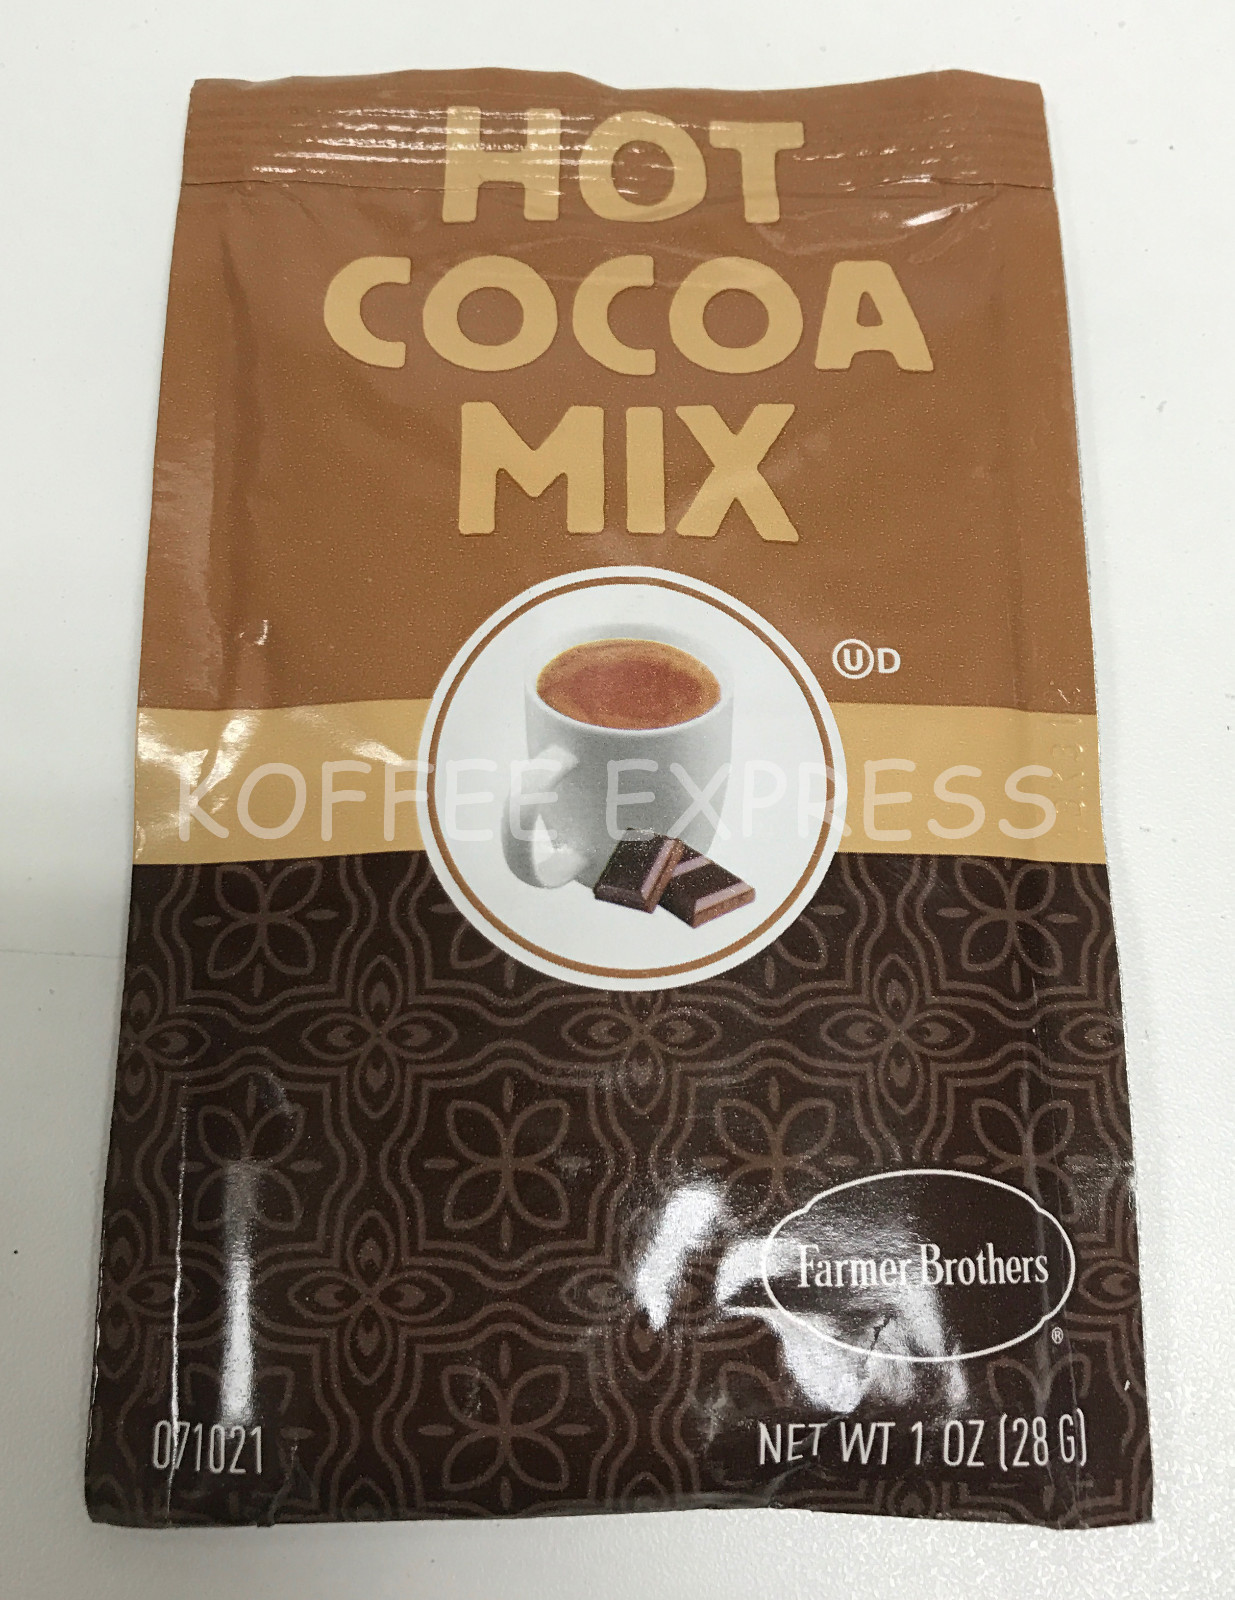 HOT
COCOA
MIX
UD
KOFFEE EXPRESS
Farmer Brothers
®
071021
NET WT 1 OZ (28 G)